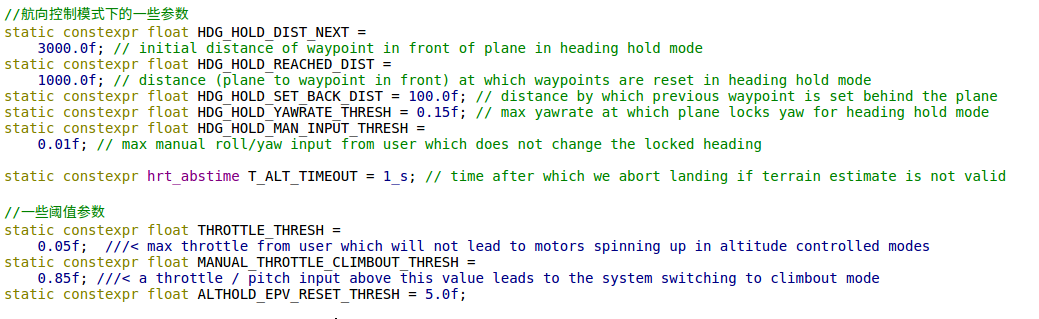 //航向控制模式下的一些参数
static constexpr float HDG_HOLD_DIST_NEXT =
    3000.0f; // initial distance of waypoint in front of plane in heading hold mode
static constexpr float HDG_HOLD_REACHED_DIST =
    1000.0f; // distance (plane to waypoint in front) at which waypoints are reset in heading hold mode
static constexpr float HDG_HOLD_SET_BACK_DIST = 100.0f; // distance by which previous waypoint is set behind the plane
static constexpr float HDG_HOLD_YAWRATE_THRESH = 0.15f; // max yawrate at which plane locks yaw for heading hold mode
static constexpr float HDG_HOLD_MAN_INPUT_THRESH =
    0.01f; // max manual roll/yaw input from user which does not change the locked heading

static constexpr hrt_abstime T_ALT_TIMEOUT = 1_s; // time after which we abort landing if terrain estimate is not valid

//一些阈值参数
static constexpr float THROTTLE_THRESH =
    0.05f;  ///< max throttle from user which will not lead to motors spinning up in altitude controlled modes
static constexpr float MANUAL_THROTTLE_CLIMBOUT_THRESH =
    0.85f; ///< a throttle / pitch input above this value leads to the system switching to climbout mode
static constexpr float ALTHOLD_EPV_RESET_THRESH = 5.0f;